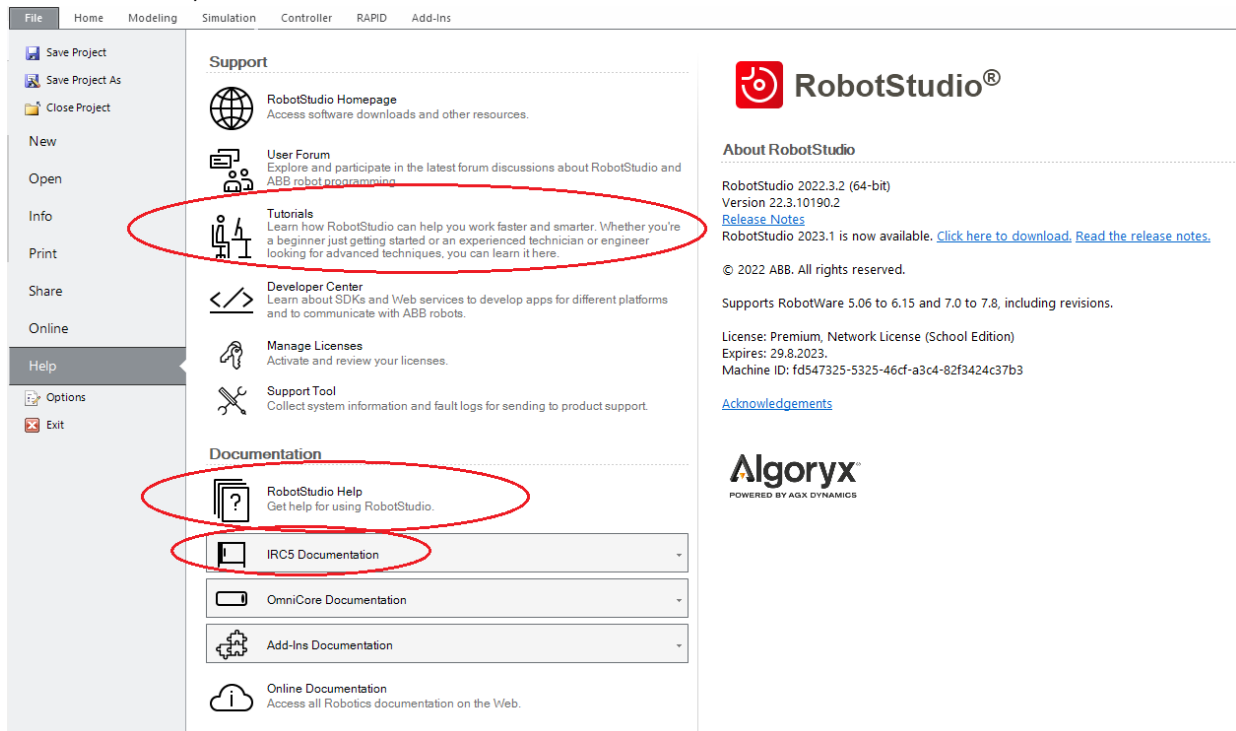 File Home Modeling Simulation Controller RAPID Add-Ins
Save Project
Save Project As
Close Project
New
Open
Info
Print
Share
Online
Help
Options
Exit
Support
RobotStudio Homepage
Access software downloads and other resources.
User Forum
Explore and participate in the latest forum discussions about RobotStudio and
ABB robot programming.
Tutorials
Learn how RobotStudio can help you work faster and smarter. Whether you're
a beginner just getting started or an experienced technician or engineer
looking for advanced techniques, you can learn it here.
Developer Center
Learn about SDKs and Web services to develop apps for different platforms
and to communicate with ABB robots.
Manage Licenses
Activate and review your licenses.
Support Tool
Collect system information and fault logs for sending to product support.
Documentation
RobotStudio Help
Get help for using RobotStudio.
IRC5 Documentation
OmniCore Documentation
Add-Ins Documentation
Online Documentation
Access all Robotics documentation on the Web.
RobotStudio®
About RobotStudio
RobotStudio 2022.3.2 (64-bit)
Version 22.3.10190.2
Release Notes
RobotStudio 2023.1 is now available. Click here to download. Read the release notes.
© 2022 ABB. All rights reserved.
Supports RobotWare 5.06 to 6.15 and 7.0 to 7.8, including revisions.
License: Premium, Network License (School Edition)
Expires: 29.8.2023.
Machine ID: fd547325-5325-46cf-a3c4-82f3424c37b3
Acknowledgements
Algoryx
POWERED BY AGX DYNAMICS